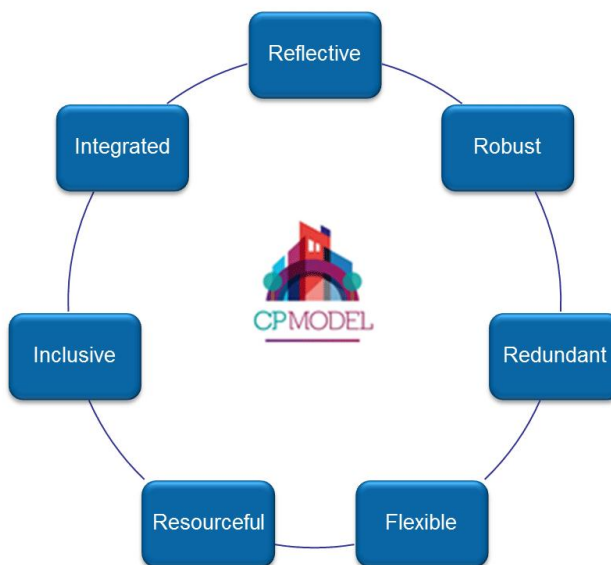 Reflective
Robust
Redundant
Flexible
Resourceful
Inclusive
Integrated
CPMODEL